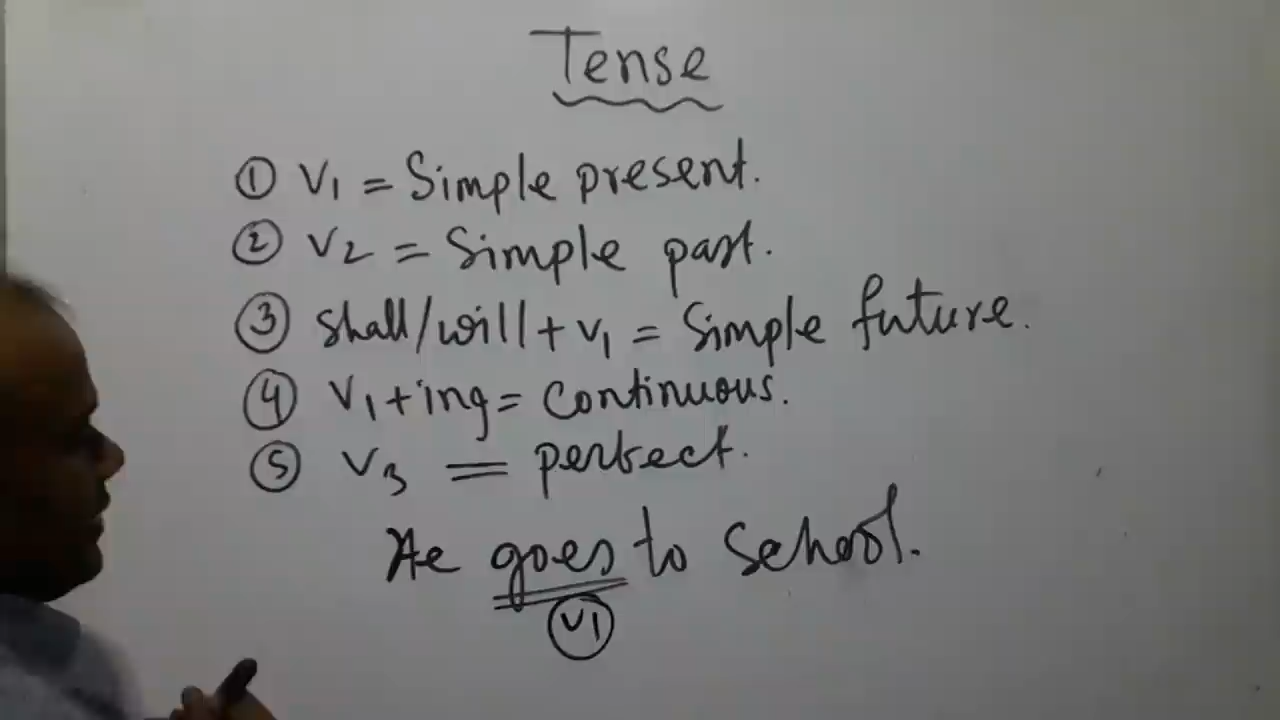 Tense
① V1 = Simple present.
② V2 = Simple past.
③ Shall/will + V1 = Simple future.
④ V1 + ing = Continuous.
⑤ V3 = perfect.
He goes to School.
V1